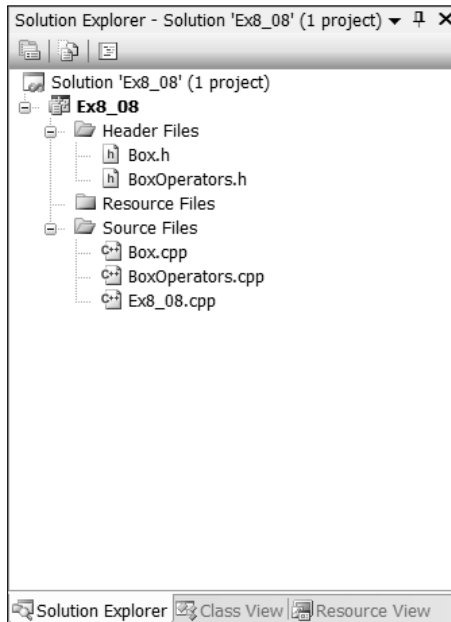 Solution Explorer - Solution 'Ex8_08' (1 project)
Solution 'Ex8_08' (1 project)
Ex8_08
Header Files
h Box.h
h BoxOperators.h
Resource Files
Source Files
C++ Box.cpp
C++ BoxOperators.cpp
C++ Ex8_08.cpp
Solution Explorer Class View Resource View